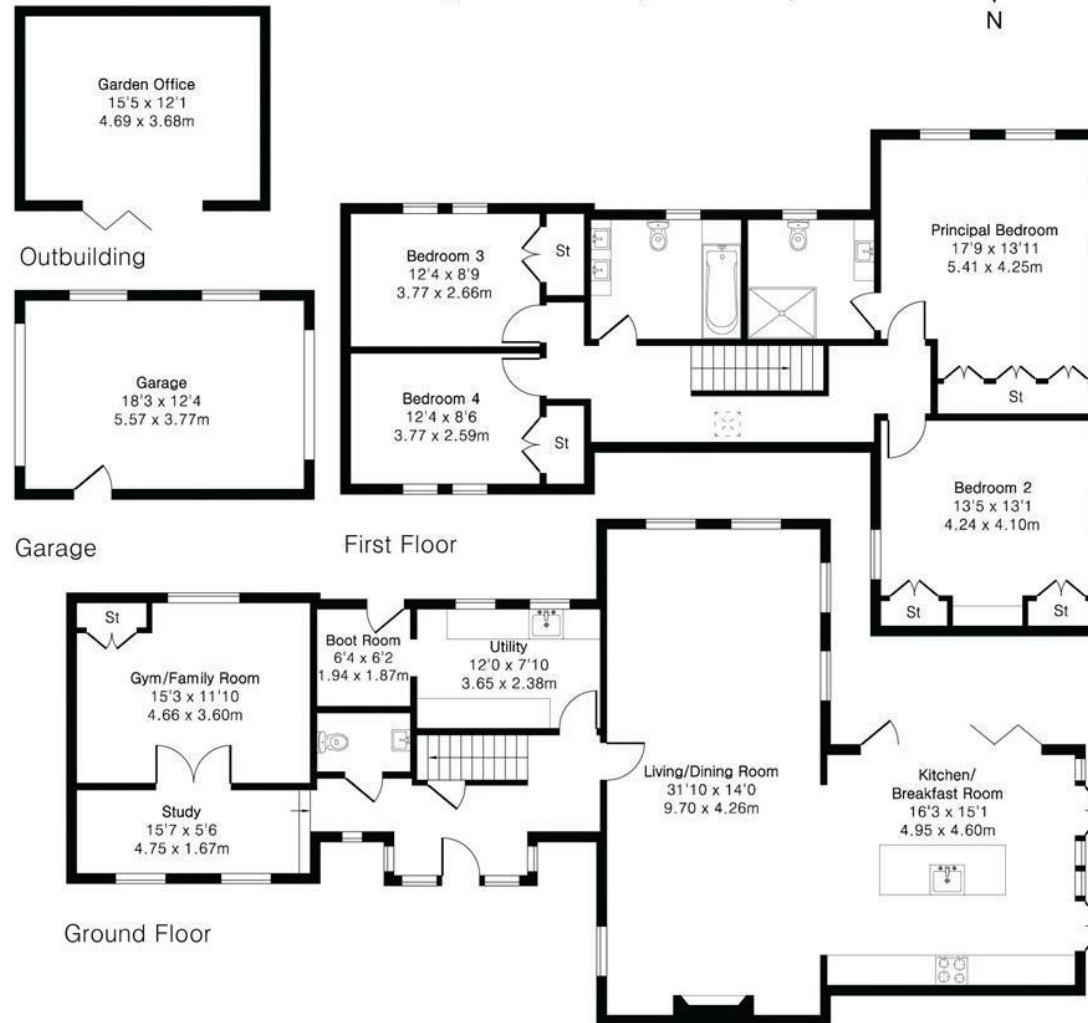 N
Garden Office
15'5 x 12'1
4.69 x 3.68m
Outbuilding
Garage
18'3 x 12'4
5.57 x 3.77m
Garage
Bedroom 3
12'4 x 8'9
3.77 x 2.66m
St
Bedroom 4
12'4 x 8'6
3.77 x 2.59m
St
Principal Bedroom
17'9 x 13'11
5.41 x 4.25m
St
Bedroom 2
13'5 x 13'1
4.24 x 4.10m
St
St
First Floor
St
Gym/Family Room
15'3 x 11'10
4.66 x 3.60m
Boot Room
6'4 x 6'2
1.94 x 1.87m
Utility
12'0 x 7'10
3.65 x 2.38m
Study
15'7 x 5'6
4.75 x 1.67m
Living/Dining Room
31'10 x 14'0
9.70 x 4.26m
Kitchen/
Breakfast Room
16'3 x 15'1
4.95 x 4.60m
Ground Floor